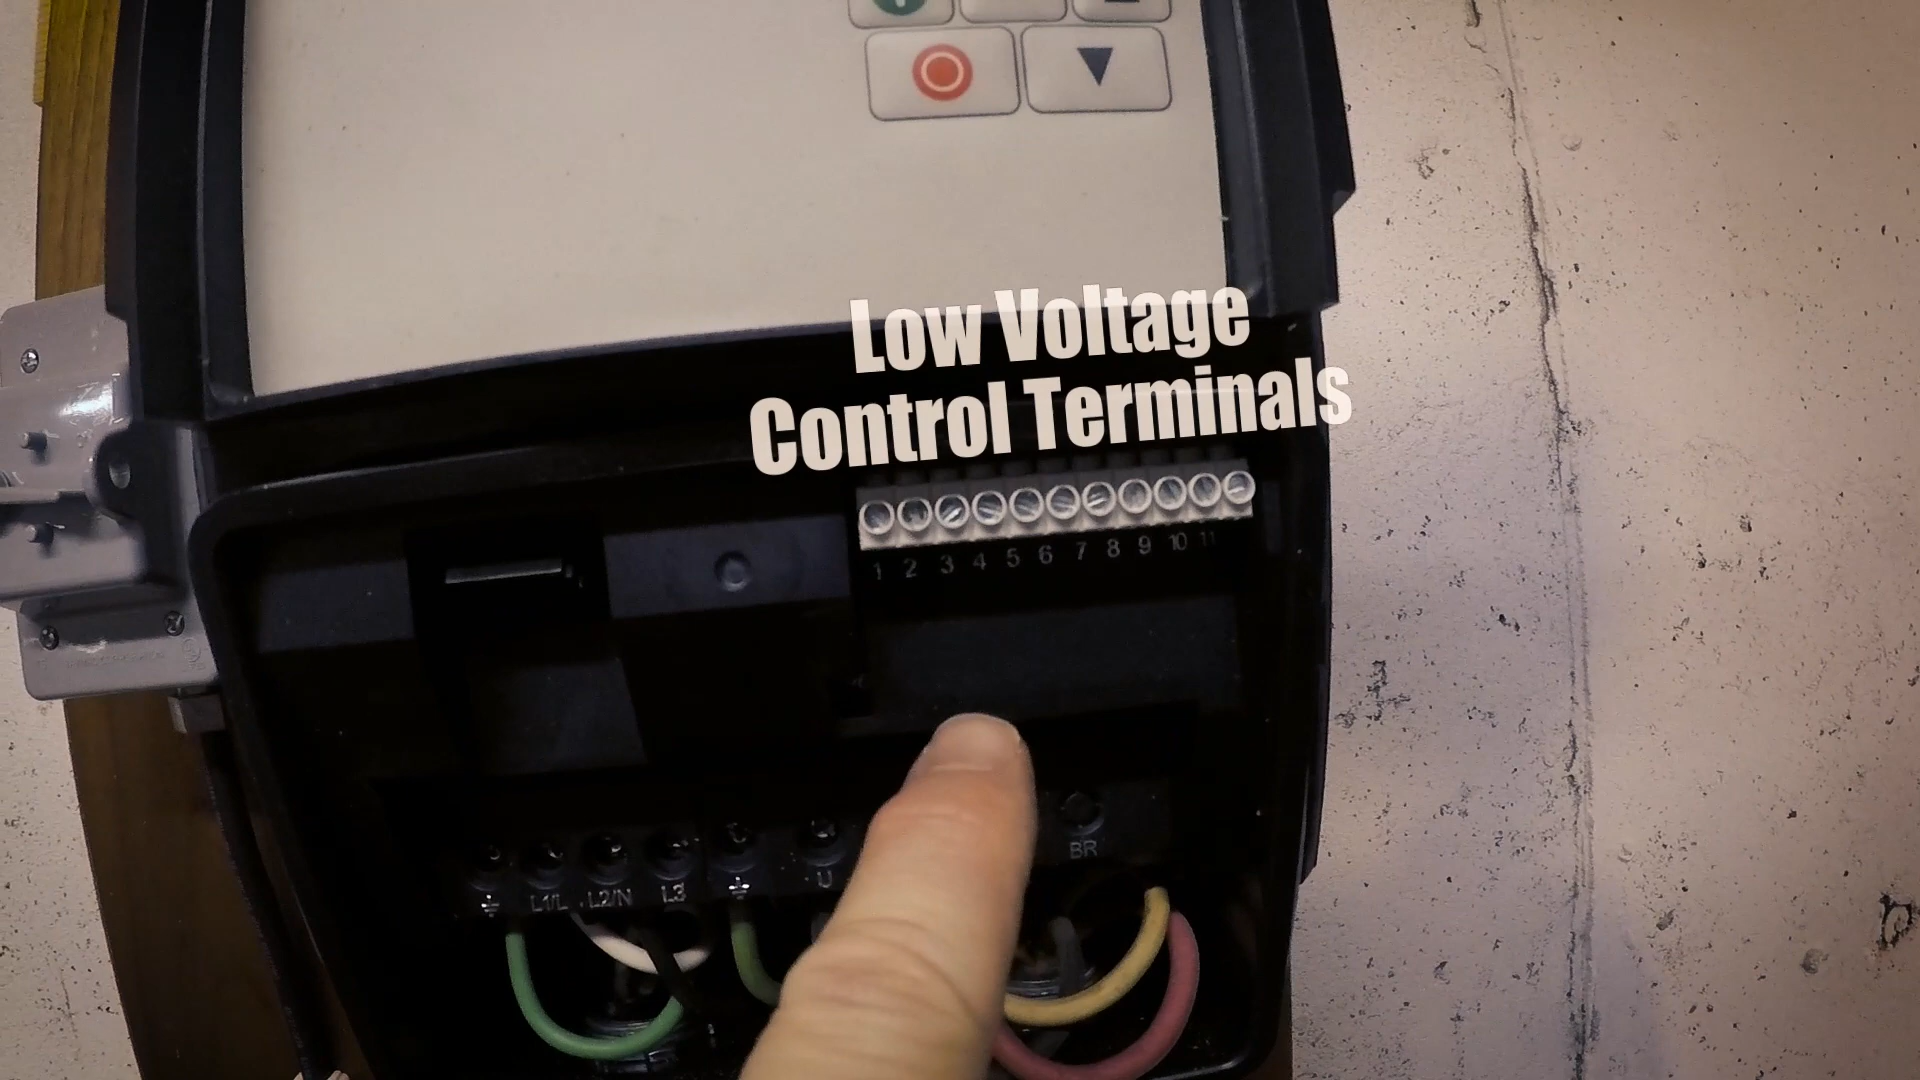 Low Voltage
Control Terminals
1 2 3 4 5 6 7 8 9 10 11
BR
L1/L L2/N L3 U